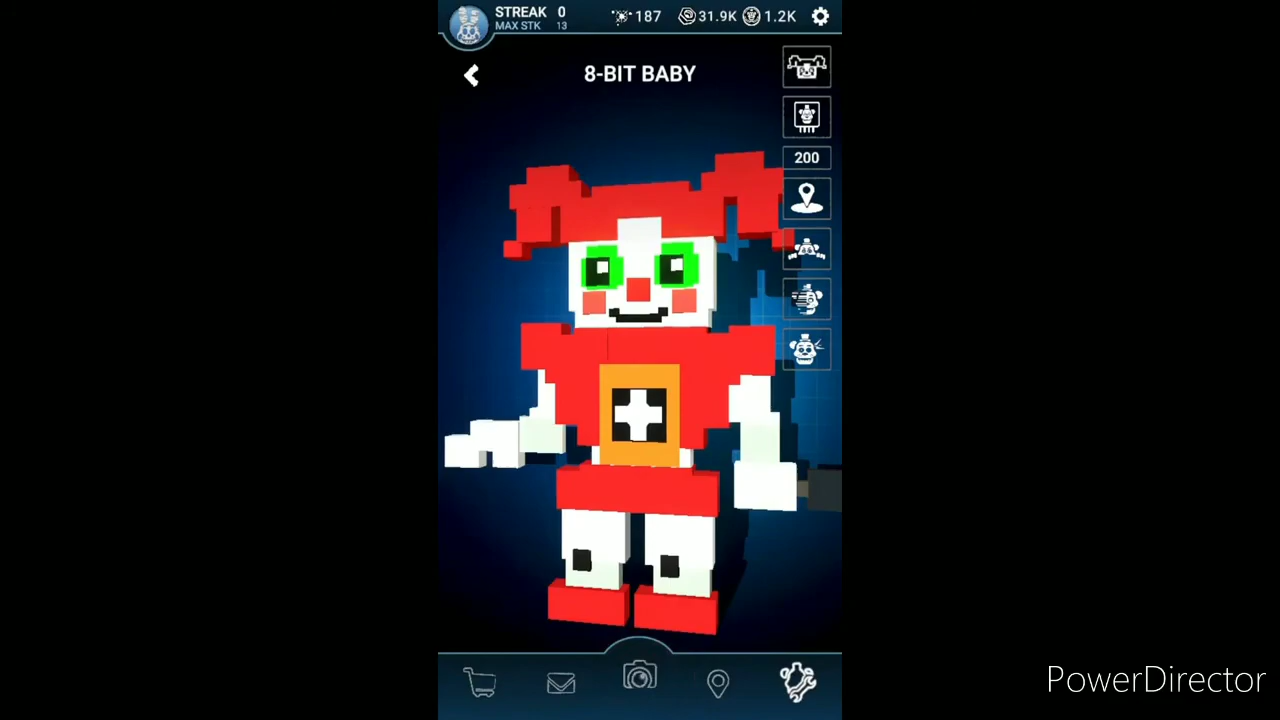 STREAK 0
MAX STK 13
187
31.9K
1.2K
8-BIT BABY
200
PowerDirector